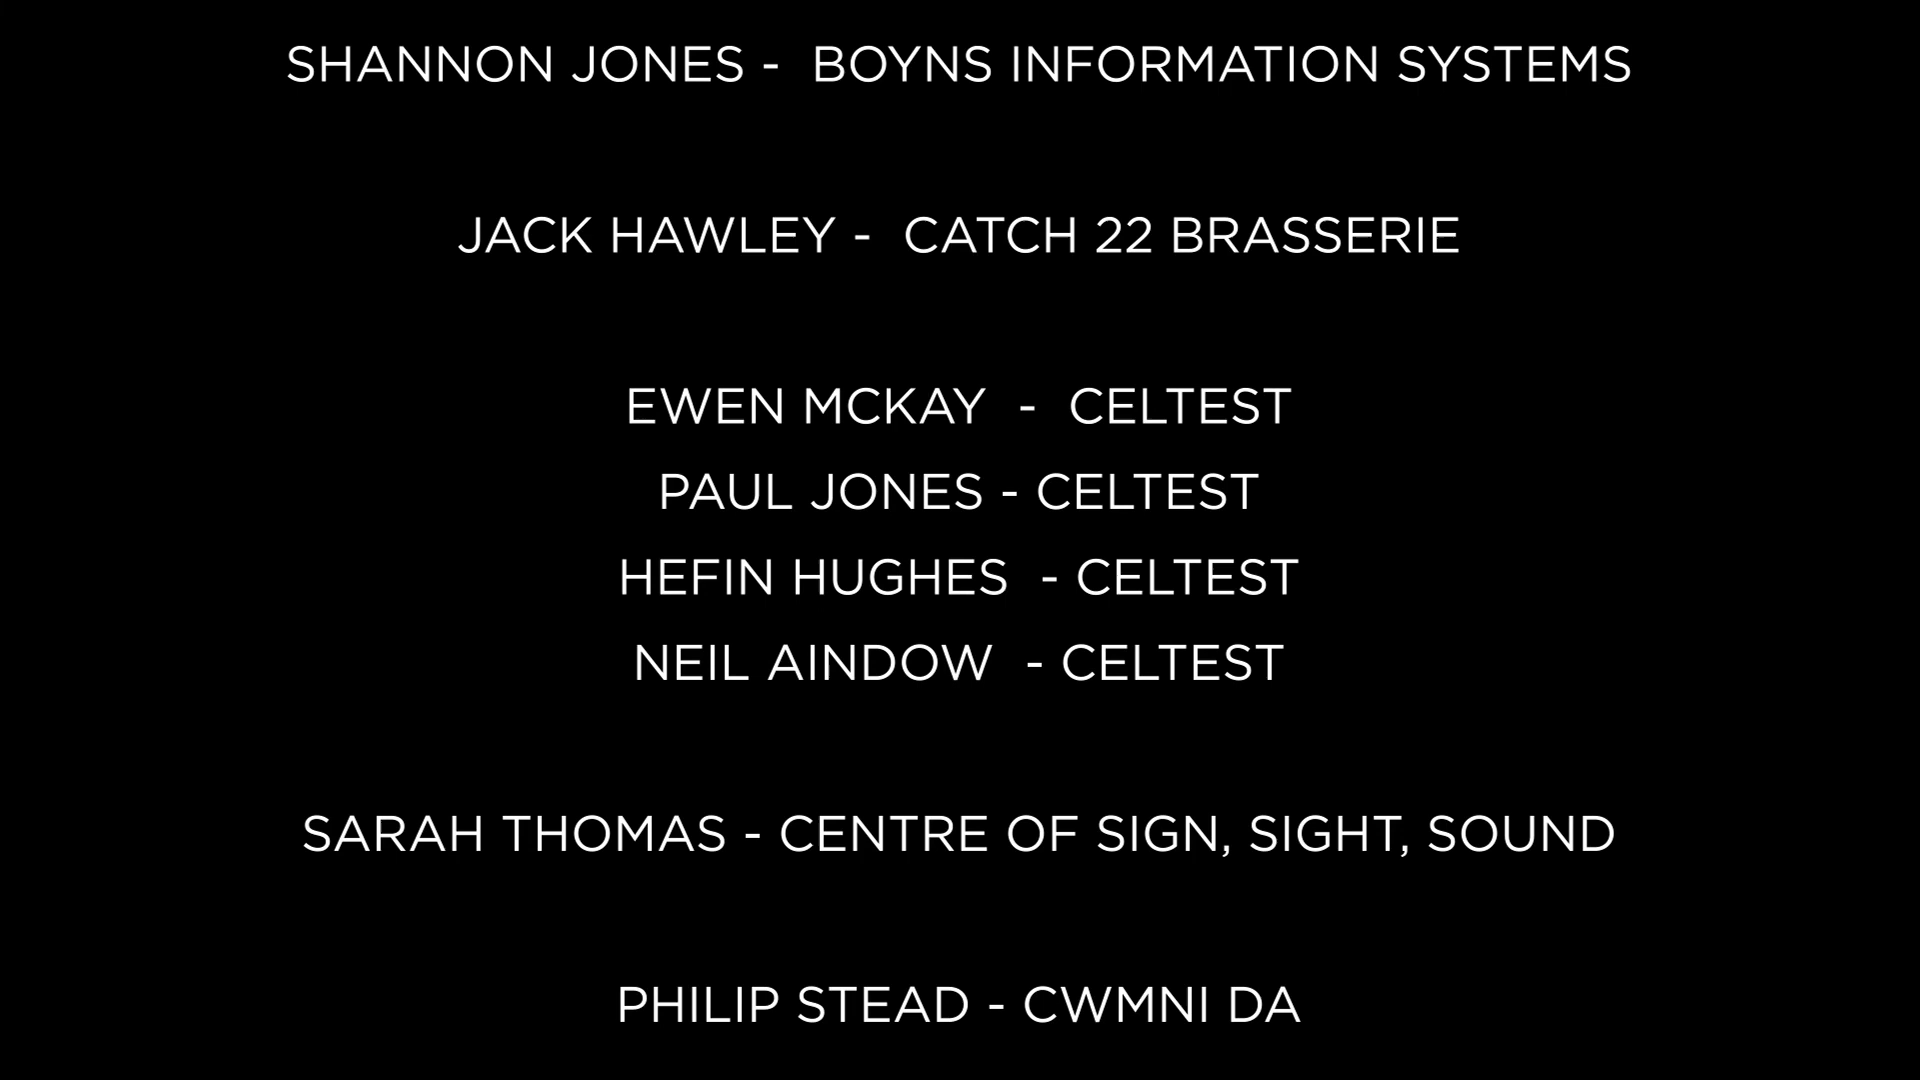 SHANNON JONES -  BOYNS INFORMATION SYSTEMS
JACK HAWLEY -  CATCH 22 BRASSERIE
EWEN MCKAY  -  CELTEST
PAUL JONES - CELTEST
HEFIN HUGHES  - CELTEST
NEIL AINDOW  - CELTEST
SARAH THOMAS - CENTRE OF SIGN, SIGHT, SOUND
PHILIP STEAD - CWMNI DA